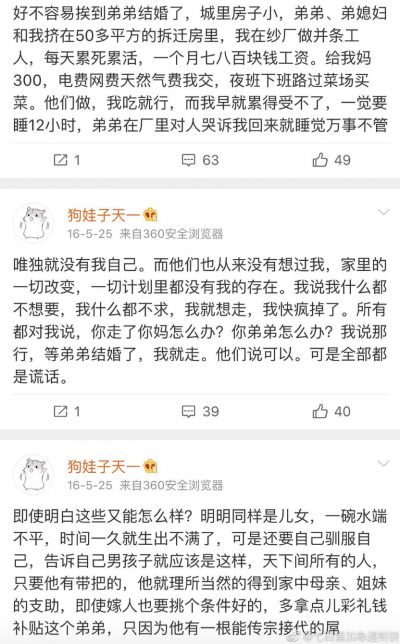 好不容易挨到弟弟结婚了，城里房子小，弟弟、弟媳妇
和我挤在50多平方的拆迁房里，我在纱厂做并条工
人，每天累死累活，一个月七八百块钱工资。给我妈
300，电费网费天然气费我交，夜班下班路过菜场买
菜。他们做，我吃就行，而我早就累得受不了，一觉要
睡12小时，弟弟在厂里对人哭诉我回来就睡觉万事不管
1 63 49
狗娃子天一
16-5-25 来自360安全浏览器
唯独就没有我自己。而他们也从来没有想过我，家里的
一切改变，一切计划里都没有我的存在。我说我什么都
不想要，我什么都不求，我就想走，我快疯掉了。所有
都对我说，你走了你妈怎么办？你弟弟怎么办？我说那
行，等弟弟结婚了，我就走。他们说可以。可是全部都
是谎话。
1 39 40
狗娃子天一
16-5-25 来自360安全浏览器
即使明白这些又能怎么样？明明同样是儿女，一碗水端
不平，时间一久就生出不满了，可是还要自己驯服自
己，告诉自己男孩子就应该是这样，天下间所有的人，
只要他有带把的，他就理所当然的得到家中母亲、姐妹
的支助，即使嫁人也要挑个条件好的，多拿点儿彩礼钱
补贴这个弟弟，只因为他有一根能传宗接代的屌